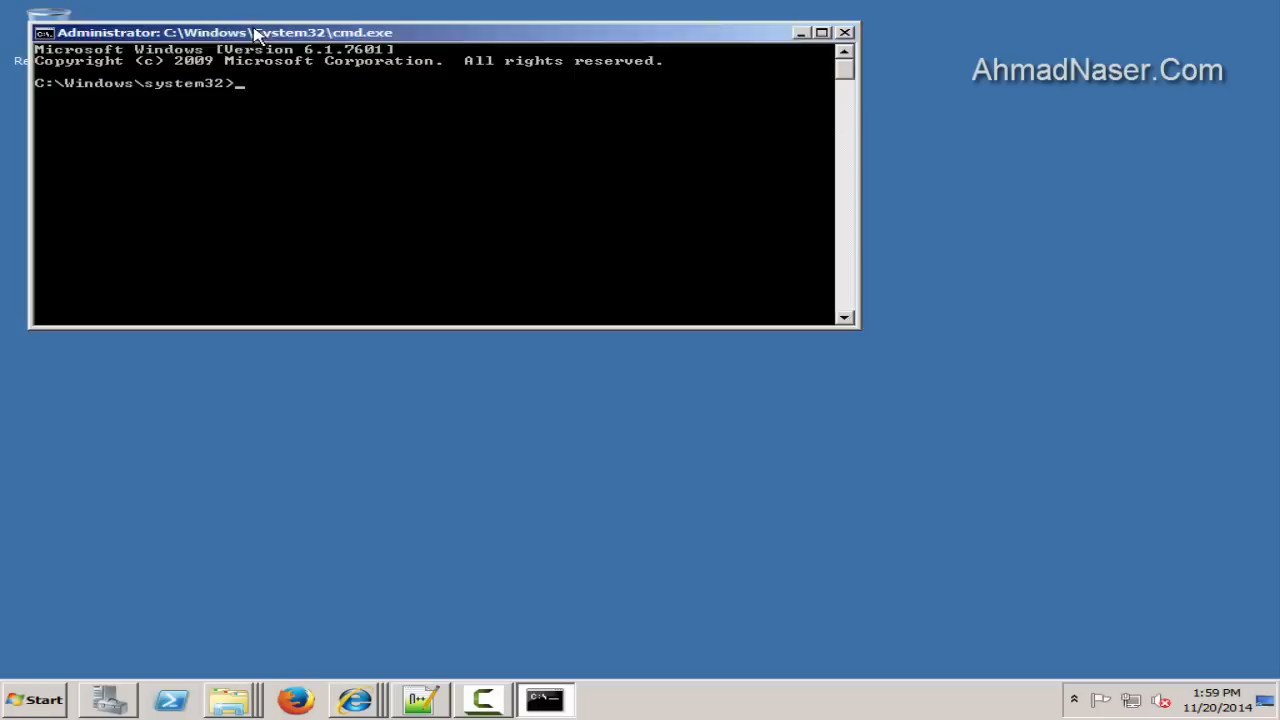 Administrator: C:\Windows\System32\cmd.exe
Microsoft Windows [Version 6.1.7601]
Copyright (c) 2009 Microsoft Corporation.  All rights reserved.
C:\Windows\system32>_
AhmadNaser.Com
Re
Start
1:59 PM
11/20/2014